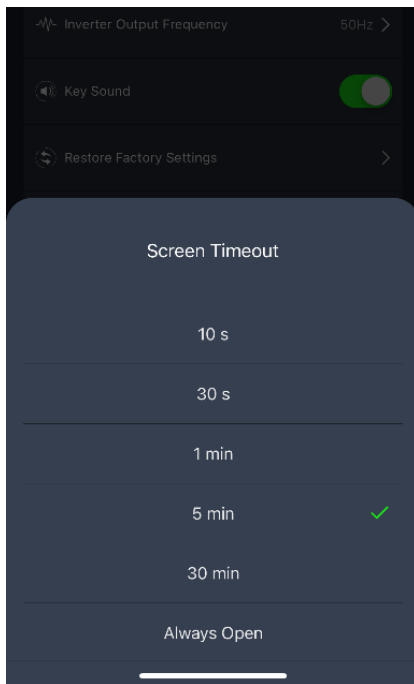 Inverter Output Frequency 50Hz
Key Sound
Restore Factory Settings
Screen Timeout
10 s
30 s
1 min
5 min
30 min
Always Open